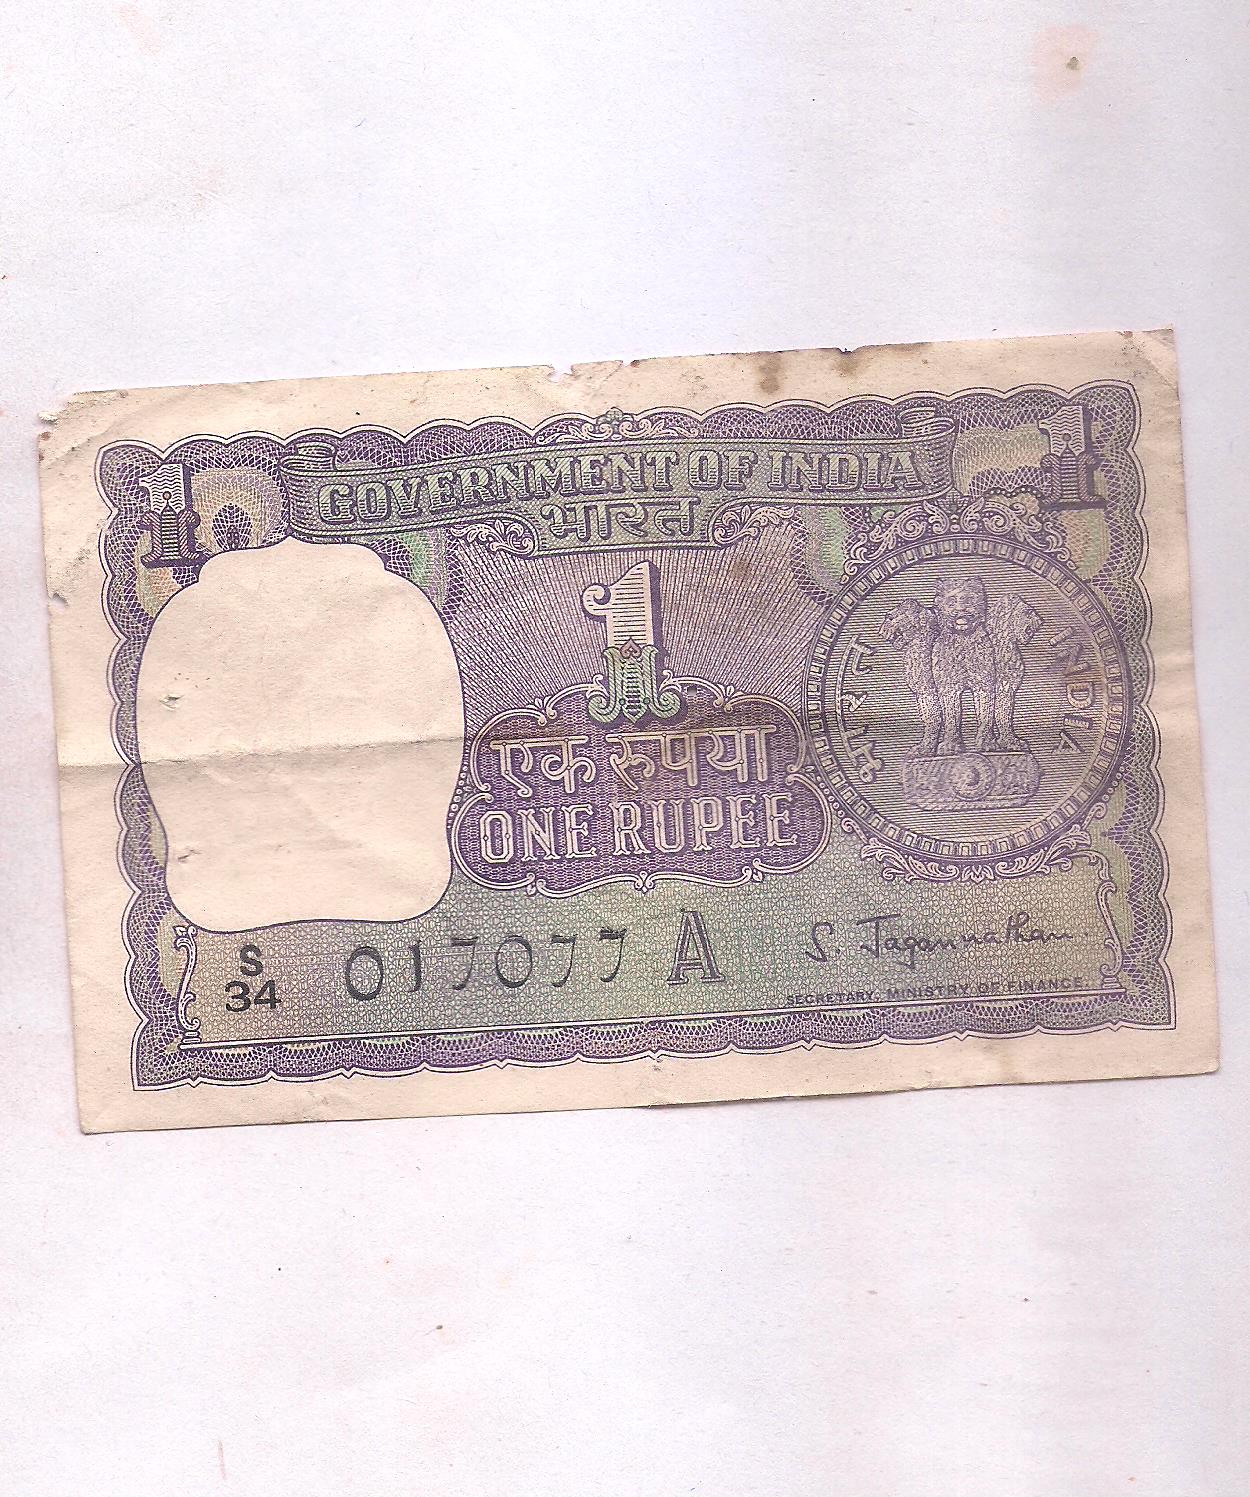 1 1
GOVERNMENT OF INDIA
भारत
1
भारत INDIA
एक रुपया
ONE RUPEE
S
34
017077 A
S. Jagannathan.
SECRETARY, MINISTRY OF FINANCE.